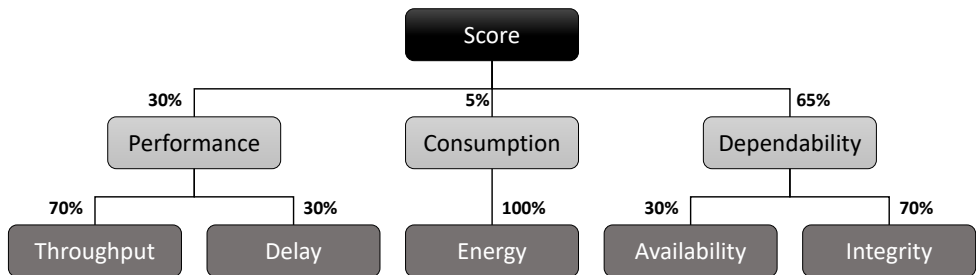 Score
30%
5%
65%
Performance
Consumption
Dependability
70%
30%
100%
30%
70%
Throughput
Delay
Energy
Availability
Integrity